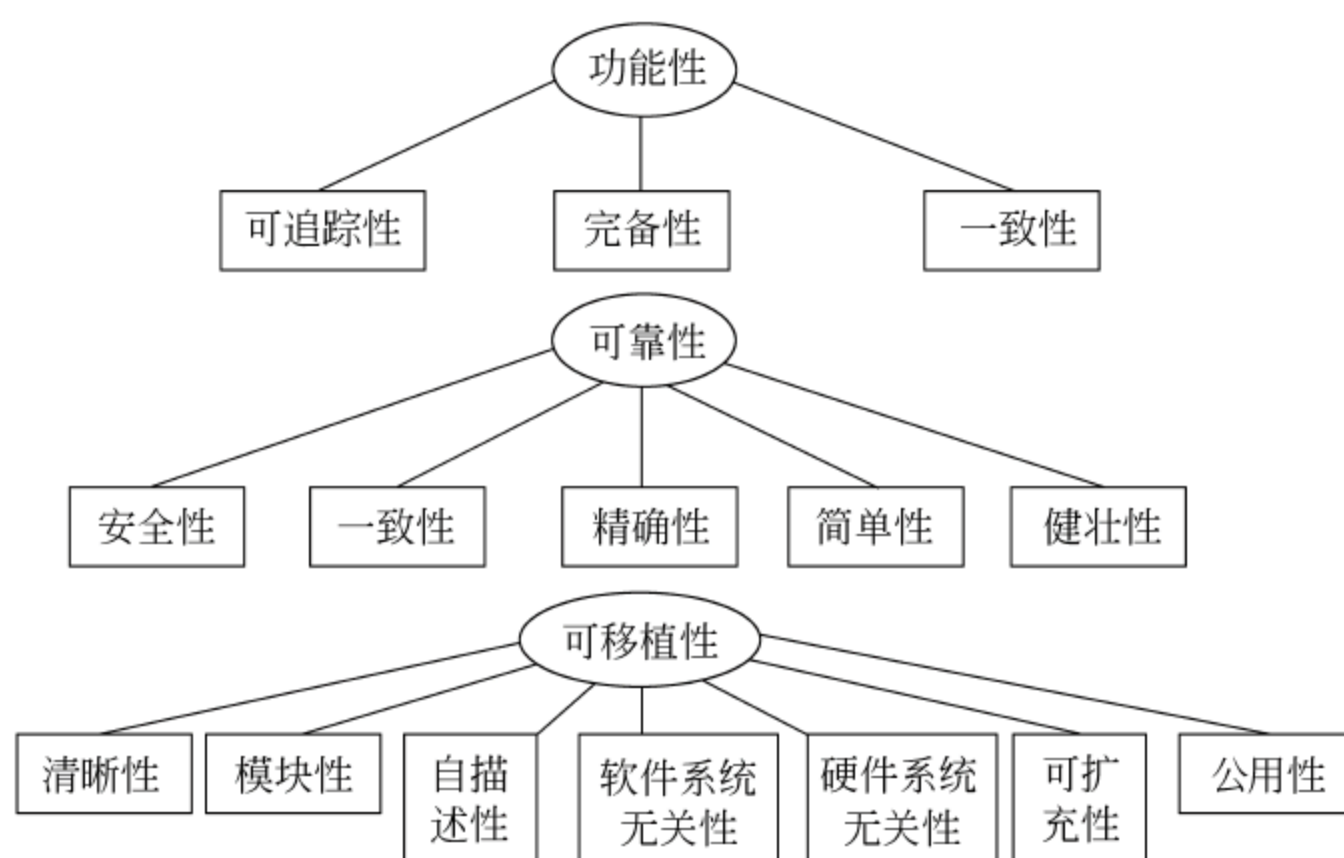 功能性
可追踪性
完备性
一致性
可靠性
安全性
一致性
精确性
简单性
健壮性
可移植性
清晰性
模块性
自描
述性
软件系统
无关性
硬件系统
无关性
可扩
充性
公用性